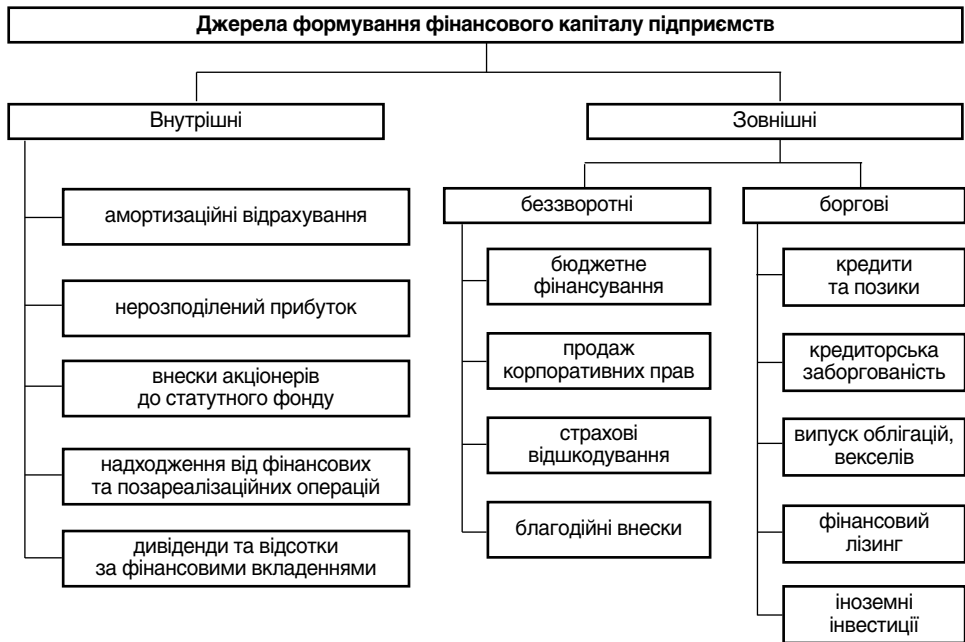 Джерела формування фінансового капіталу підприємств
Внутрішні
амортизаційні відрахування
нерозподілений прибуток
внески акціонерів
до статутного фонду
надходження від фінансових
та позареалізаційних операцій
дивіденди та відсотки
за фінансовими вкладеннями
Зовнішні
беззворотні
бюджетне
фінансування
продаж
корпоративних прав
страхові
відшкодування
благодійні внески
боргові
кредити
та позики
кредиторська
заборгованість
випуск облігацій,
векселів
фінансовий
лізинг
іноземні
інвестиції